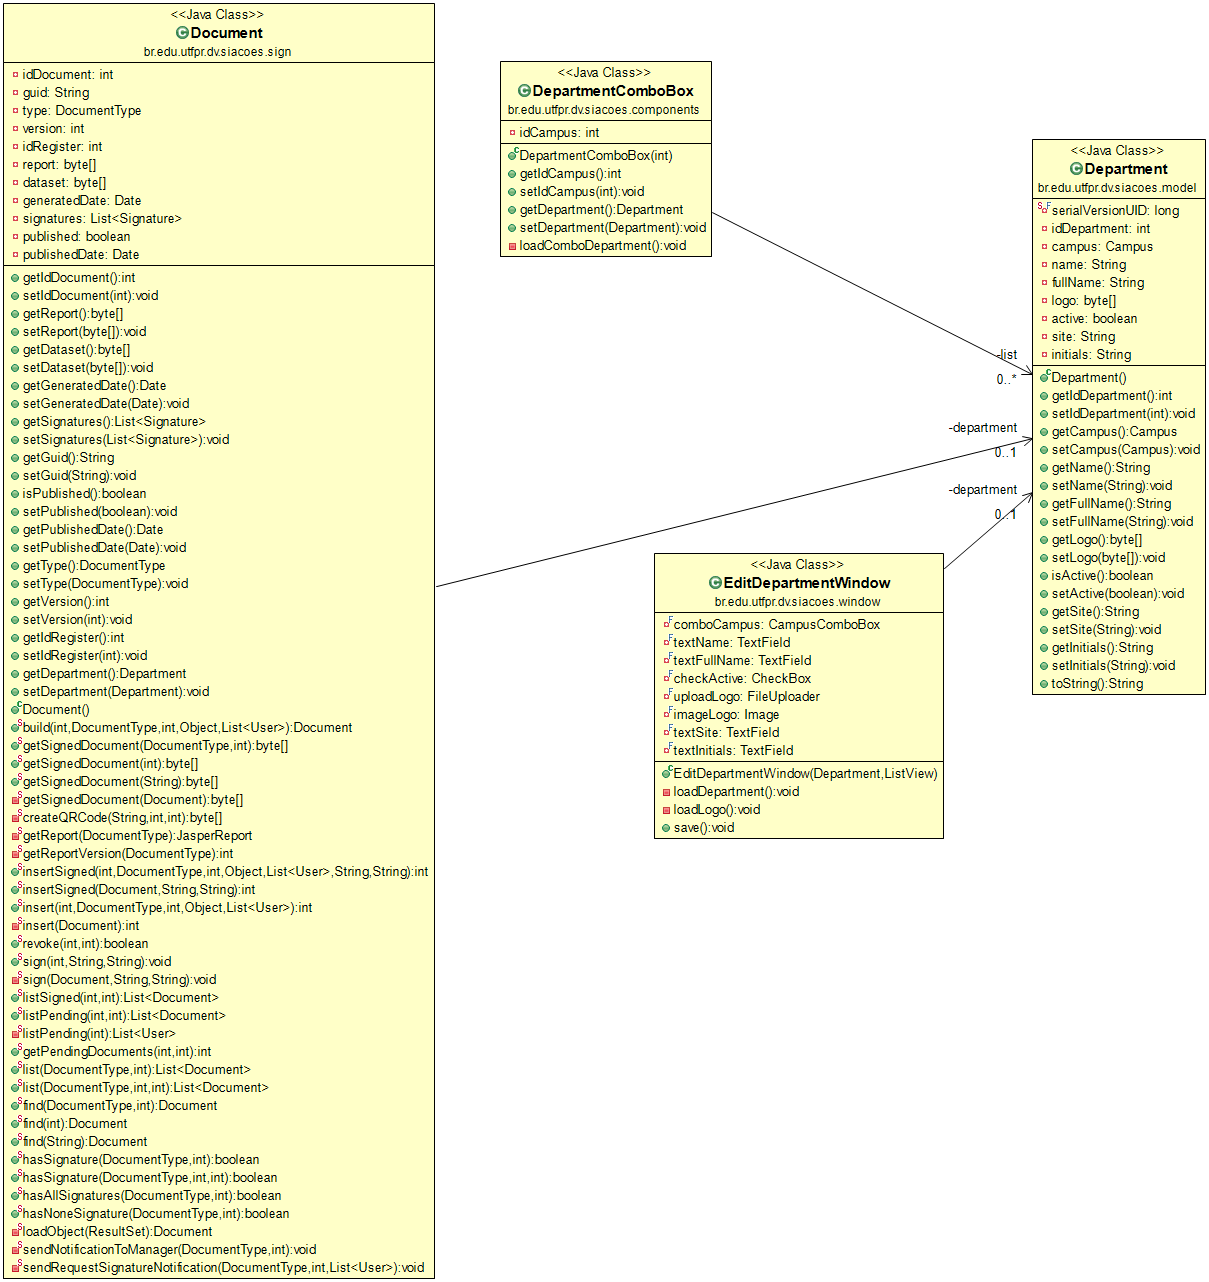 <<Java Class>>
Document
br.edu.utfpr.dv.siacoes.sign
idDocument: int
guid: String
type: DocumentType
version: int
idRegister: int
report: byte[]
dataset: byte[]
generatedDate: Date
signatures: List<Signature>
published: boolean
publishedDate: Date
getIdDocument():int
setIdDocument(int):void
getReport():byte[]
setReport(byte[]):void
getDataset():byte[]
setDataset(byte[]):void
getGeneratedDate():Date
setGeneratedDate(Date):void
getSignatures():List<Signature>
setSignatures(List<Signature>):void
getGuid():String
setGuid(String):void
isPublished():boolean
setPublished(boolean):void
getPublishedDate():Date
setPublishedDate(Date):void
getType():DocumentType
setType(DocumentType):void
getVersion():int
setVersion(int):void
getIdRegister():int
setIdRegister(int):void
getDepartment():Department
setDepartment(Department):void
Document()
build(int,DocumentType,int,Object,List<User>):Document
getSignedDocument(DocumentType,int):byte[]
getSignedDocument(int):byte[]
getSignedDocument(String):byte[]
getSignedDocument(Document):byte[]
createQRCode(String,int,int):byte[]
getReport(DocumentType):JasperReport
getReportVersion(DocumentType):int
insertSigned(int,DocumentType,int,Object,List<User>,String,String):int
insertSigned(Document,String,String):int
insert(int,DocumentType,int,Object,List<User>):int
insert(Document):int
revoke(int,int):boolean
sign(int,String,String):void
sign(Document,String,String):void
listSigned(int,int):List<Document>
listPending(int,int):List<Document>
listPending(int):List<User>
getPendingDocuments(int,int):int
list(DocumentType,int):List<Document>
list(DocumentType,int,int):List<Document>
find(DocumentType,int):Document
find(int):Document
find(String):Document
hasSignature(DocumentType,int):boolean
hasSignature(DocumentType,int,int):boolean
hasAllSignatures(DocumentType,int):boolean
hasNoneSignature(DocumentType,int):boolean
loadObject(ResultSet):Document
sendNotificationToManager(DocumentType,int):void
sendRequestSignatureNotification(DocumentType,int,List<User>):void
<<Java Class>>
DepartmentComboBox
br.edu.utfpr.dv.siacoes.components
idCampus: int
DepartmentComboBox(int)
getIdCampus():int
setIdCampus(int):void
getDepartment():Department
setDepartment(Department):void
loadComboDepartment():void
-list
0..*
-department
0..1
-department
0..1
<<Java Class>>
EditDepartmentWindow
br.edu.utfpr.dv.siacoes.window
comboCampus: CampusComboBox
textName: TextField
textFullName: TextField
checkActive: CheckBox
uploadLogo: FileUploader
imageLogo: Image
textSite: TextField
textInitials: TextField
EditDepartmentWindow(Department,ListView)
loadDepartment():void
loadLogo():void
save():void
<<Java Class>>
Department
br.edu.utfpr.dv.siacoes.model
serialVersionUID: long
idDepartment: int
campus: Campus
name: String
fullName: String
logo: byte[]
active: boolean
site: String
initials: String
Department()
getIdDepartment():int
setIdDepartment(int):void
getCampus():Campus
setCampus(Campus):void
getName():String
setName(String):void
getFullName():String
setFullName(String):void
getLogo():byte[]
setLogo(byte[]):void
isActive():boolean
setActive(boolean):void
getSite():String
setSite(String):void
getInitials():String
setInitials(String):void
toString():String